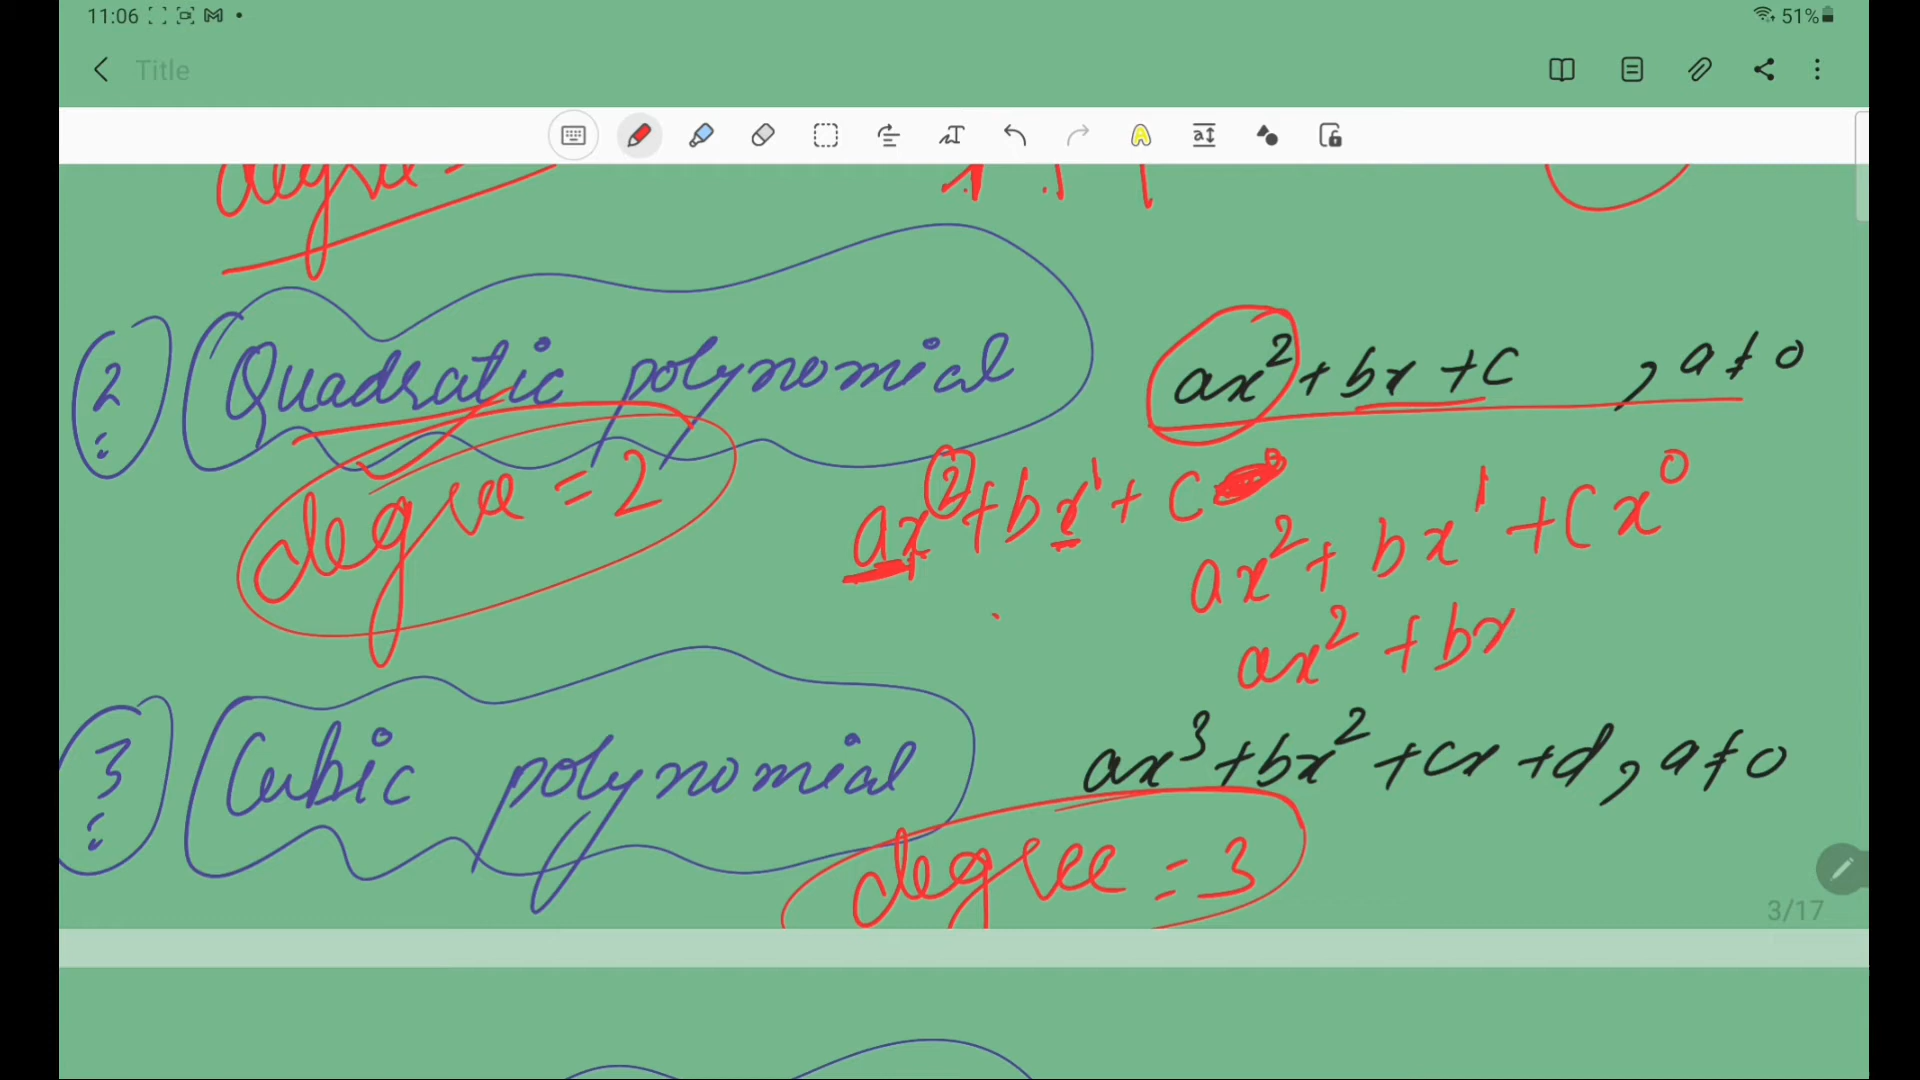 11:06
51%
Title
degree =
2: Quadratic polynomial ax² + bx + c , a ≠ 0
degree = 2
ax² + bx¹ + c
ax² + bx¹ + cx⁰
ax² + bx
3: Cubic polynomial ax³ + bx² + cx + d, a ≠ 0
degree = 3
3/17